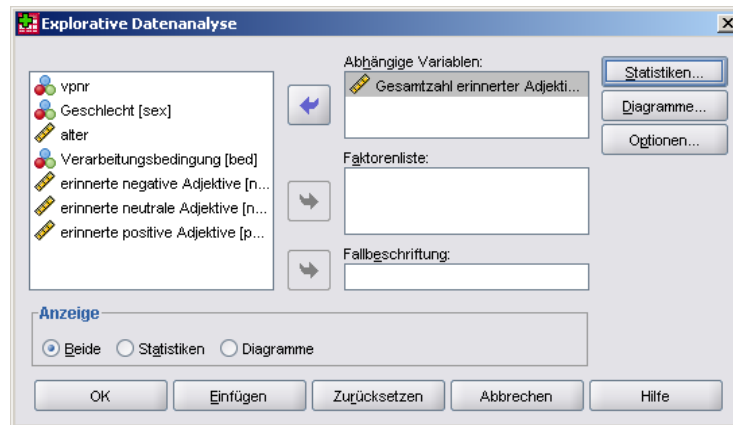 Explorative Datenanalyse
vpnr
Geschlecht [sex]
alter
Verarbeitungsbedingung [bed]
erinnerte negative Adjektive [n...
erinnerte neutrale Adjektive [n...
erinnerte positive Adjektive [p...
Abhängige Variablen:
Gesamtzahl erinnerter Adjekti...
Faktorenliste:
Fallbeschriftung:
Statistiken...
Diagramme...
Optionen...
Anzeige
Beide Statistiken Diagramme
OK Einfügen Zurücksetzen Abbrechen Hilfe